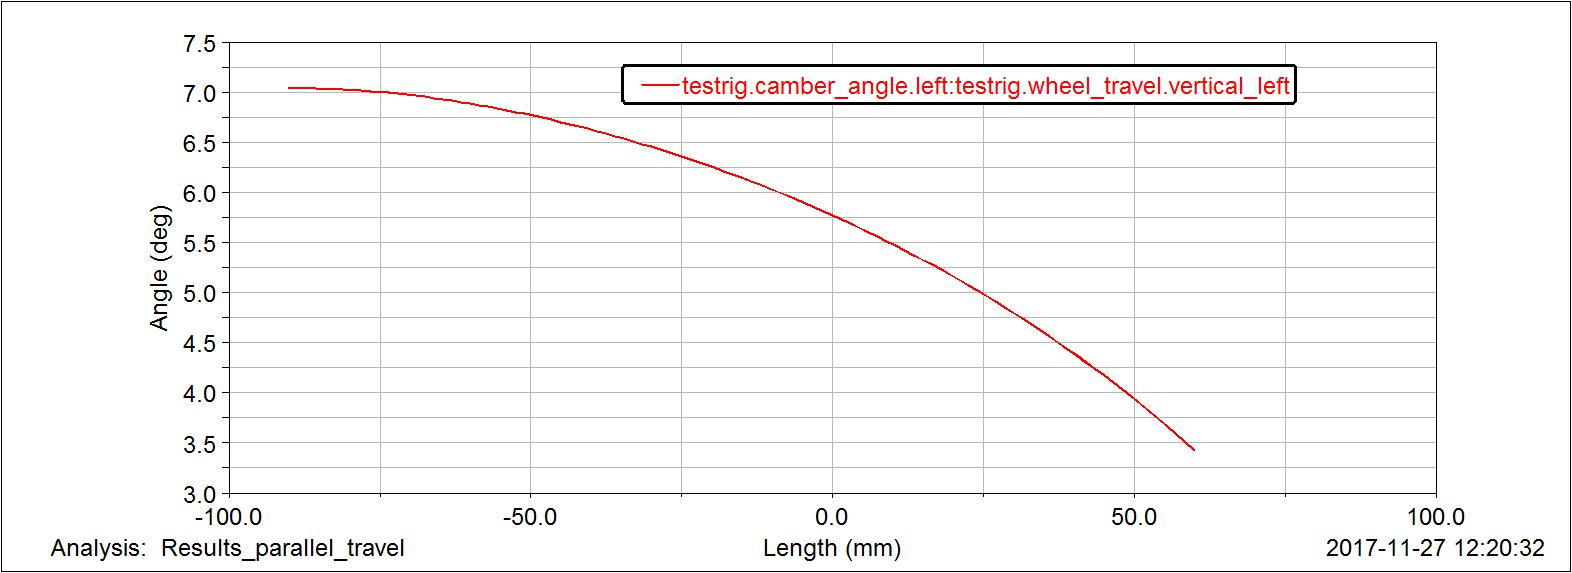 7.5
testrig.camber_angle.left:testrig.wheel_travel.vertical_left
7.0
6.5
6.0
5.5
5.0
4.5
4.0
3.5
3.0
Angle (deg)
-100.0 -50.0 0.0 50.0 100.0
Analysis: Results_parallel_travel Length (mm) 2017-11-27 12:20:32